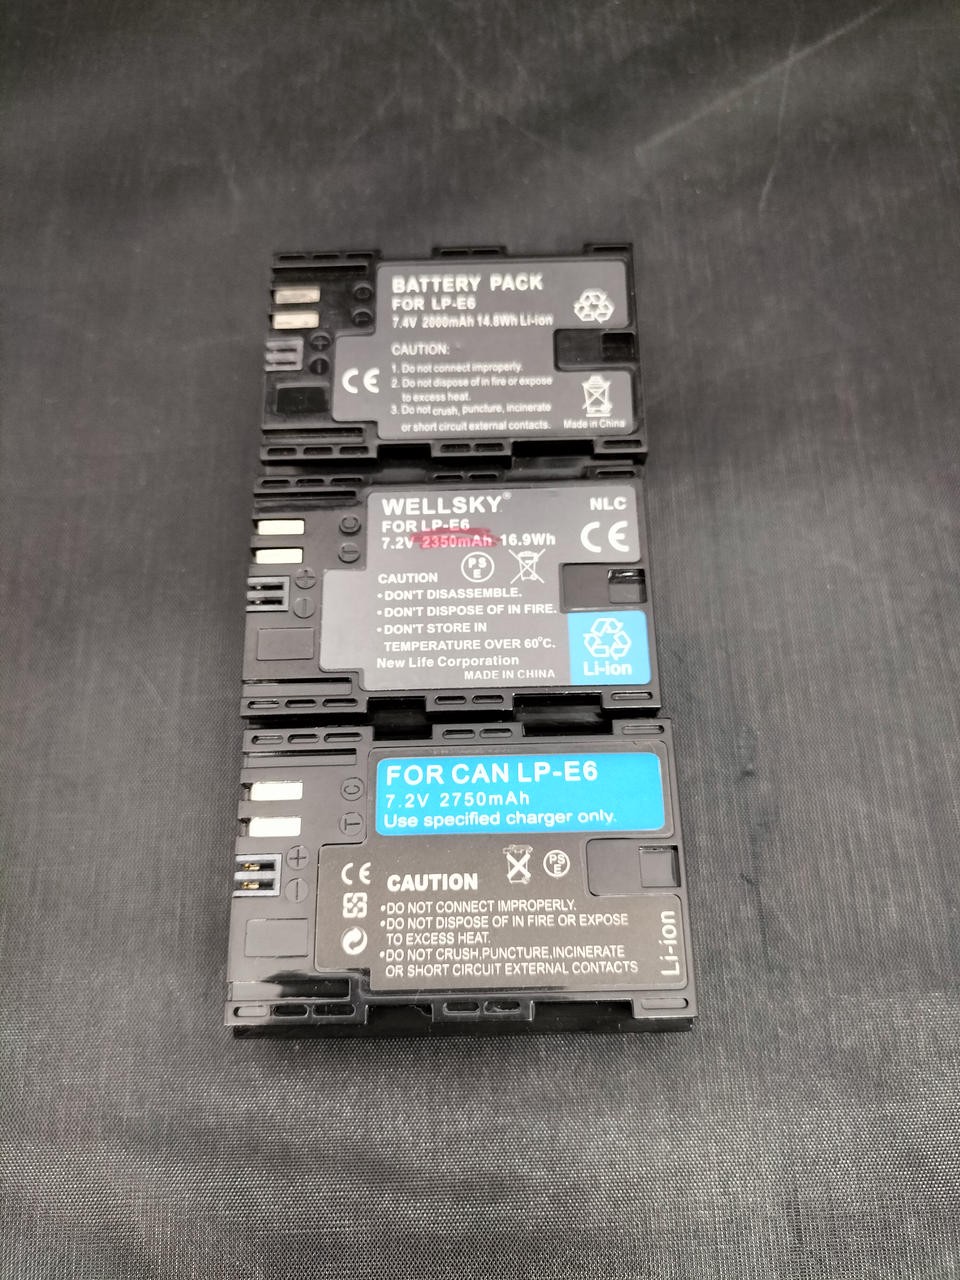 BATTERY PACK
FOR LP-E6
7.4V 2000mAh 14.8Wh Li-ion
CAUTION:
1. Do not connect improperly.
2. Do not dispose of in fire or expose
to excess heat.
3. Do not crush, puncture, incinerate
or short circuit external contacts.
CE
Made in China
C
T
+
−
WELLSKY®
NLC
FOR LP-E6
7.2V 2350mAh 16.9Wh
CE
PS
E
CAUTION
•DON'T DISASSEMBLE.
•DON'T DISPOSE OF IN FIRE.
•DON'T STORE IN
TEMPERATURE OVER 60°C.
New Life Corporation
MADE IN CHINA
Li-ion
C
T
+
−
FOR CAN LP-E6
7.2V 2750mAh
Use specified charger only.
C
T
+
−
CE
PS
E
CAUTION
•DO NOT CONNECT IMPROPERLY.
•DO NOT DISPOSE OF IN FIRE OR EXPOSE
TO EXCESS HEAT.
•DO NOT CRUSH,PUNCTURE,INCINERATE
OR SHORT CIRCUIT EXTERNAL CONTACTS
Li-ion